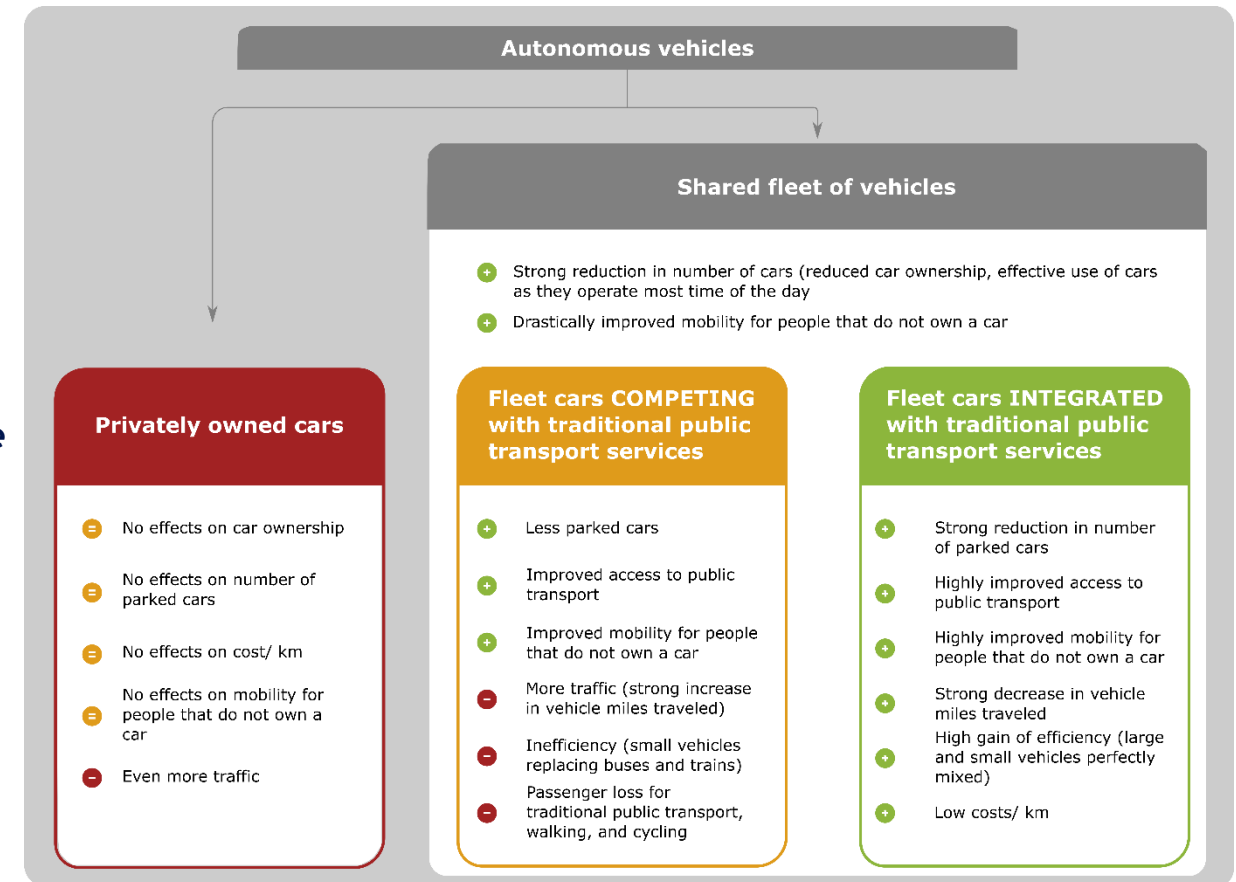 Autonomous vehicles
Shared fleet of vehicles
+ Strong reduction in number of cars (reduced car ownership, effective use of cars
as they operate most time of the day
+ Drastically improved mobility for people that do not own a car
e
Privately owned cars
= No effects on car ownership
= No effects on number of
parked cars
= No effects on cost/ km
= No effects on mobility for
people that do not own a
car
- Even more traffic
Fleet cars COMPETING
with traditional public
transport services
+ Less parked cars
+ Improved access to public
transport
+ Improved mobility for people
that do not own a car
- More traffic (strong increase
in vehicle miles traveled)
- Inefficiency (small vehicles
replacing buses and trains)
- Passenger loss for
traditional public transport,
walking, and cycling
Fleet cars INTEGRATED
with traditional public
transport services
+ Strong reduction in number
of parked cars
+ Highly improved access to
public transport
+ Highly improved mobility for
people that do not own a car
+ Strong decrease in vehicle
miles traveled
+ High gain of efficiency (large
and small vehicles perfectly
mixed)
+ Low costs/ km